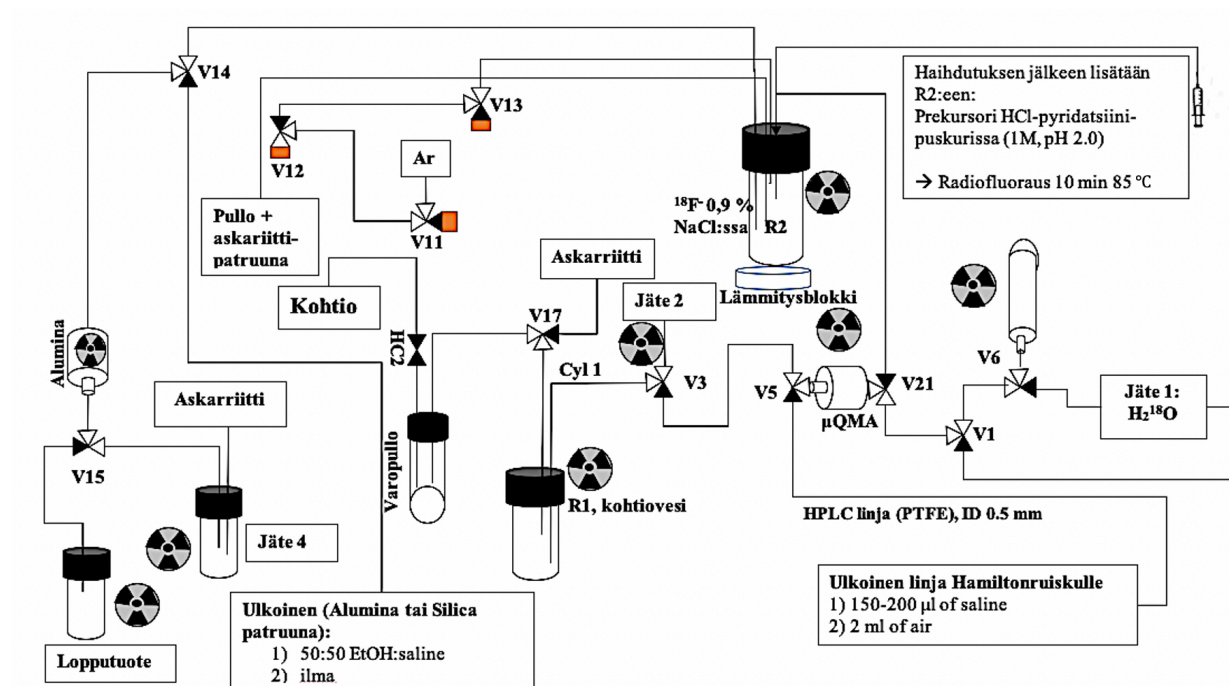 V14
V13
V12
Ar
V11
Pullo +
askariitti-
patruuna
Kohtio
HC2
Askarriitti
V17
Jäte 2
Cyl 1
V3
¹⁸F⁻ 0,9 %
NaCl:ssa
R2
Lämmitysblokki
Haihdutuksen jälkeen lisätään
R2:een:
Prekursori HCl-pyridatsiini-
puskurissa (1M, pH 2.0)
→ Radiofluoraus 10 min 85 °C
V6
V5
µQMA
V21
V1
Jäte 1:
H₂¹⁸O
Alumina
Askarriitti
V15
Varopullo
R1, kohtiovesi
HPLC linja (PTFE), ID 0.5 mm
Jäte 4
Lopputuote
Ulkoinen (Alumina tai Silica
patruuna):
1) 50:50 EtOH:saline
2) ilma
Ulkoinen linja Hamiltonruiskulle
1) 150-200 µl of saline
2) 2 ml of air